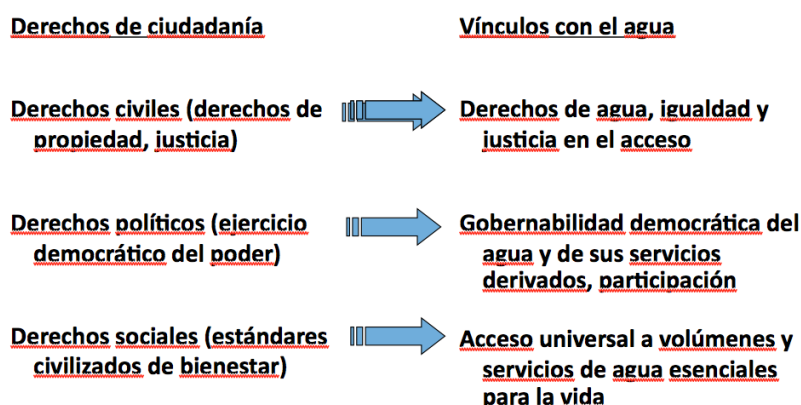 Derechos de ciudadanía
Vínculos con el agua
Derechos civiles (derechos de
propiedad, justicia)
Derechos de agua, igualdad y
justicia en el acceso
Derechos políticos (ejercicio
democrático del poder)
Gobernabilidad democrática del
agua y de sus servicios
derivados, participación
Derechos sociales (estándares
civilizados de bienestar)
Acceso universal a volúmenes y
servicios de agua esenciales
para la vida